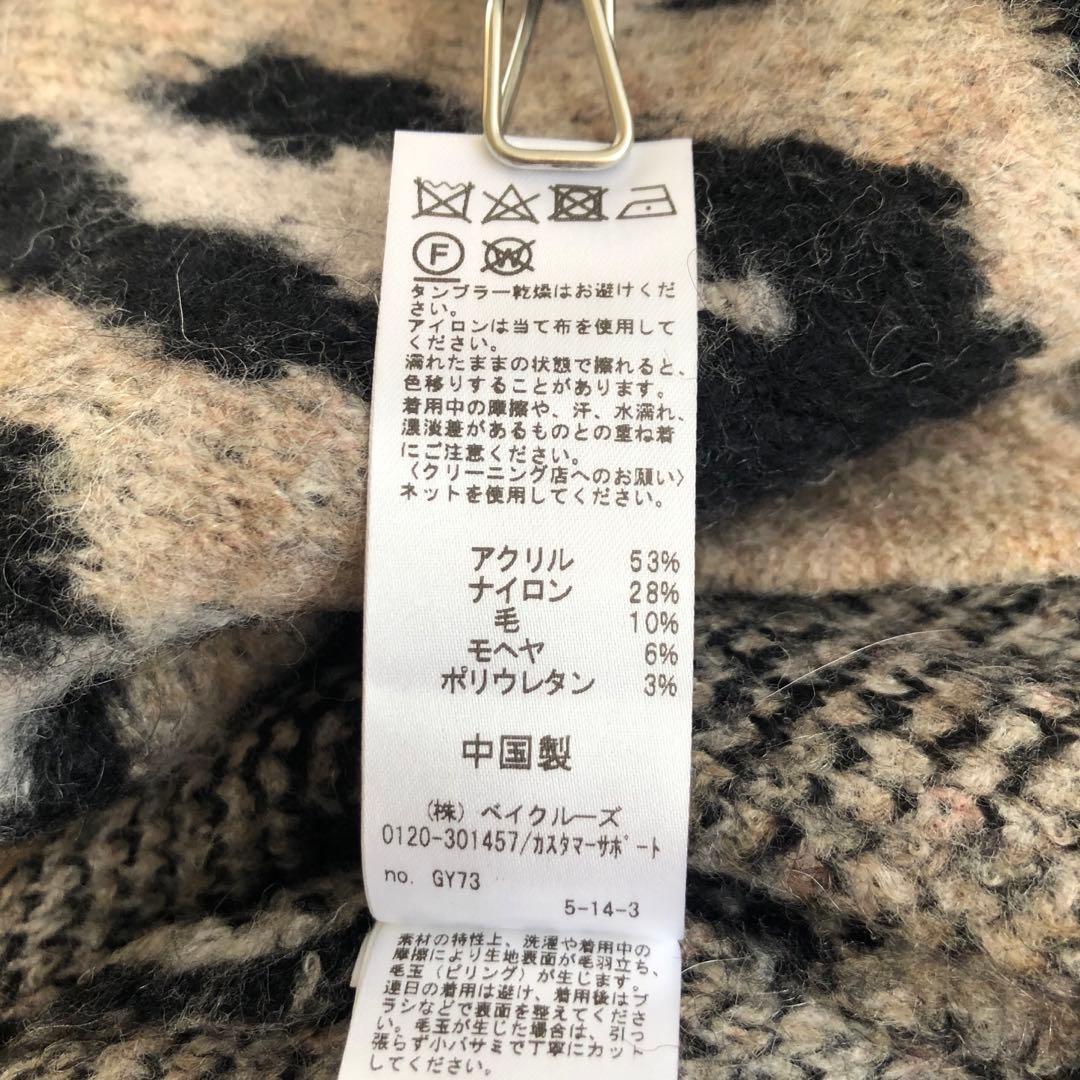 F W
タンブラー乾燥はお避けくだ
さい。
アイロンは当て布を使用して
ください。
濡れたままの状態で擦れると、
色移りすることがあります。
着用中の摩擦や、汗、水濡れ、
濃淡差があるものとの重ね着
にご注意ください。
〈クリーニング店へのお願い〉
ネットを使用してください。
アクリル 53%
ナイロン 28%
毛 10%
モヘヤ 6%
ポリウレタン 3%
中国製
(株) ベイクルーズ
0120-301457/カスタマーサポート
no. GY73
5-14-3
素材の特性上、洗濯や着用中の
摩擦により生地表面が毛羽立ち、
毛玉(ピリング)が生じます。
連日の着用は避け、着用後はブ
ラシなどで表面を整えてくださ
い。毛玉が生じた場合は、引っ
張らず小バサミで丁寧にカット
してください。